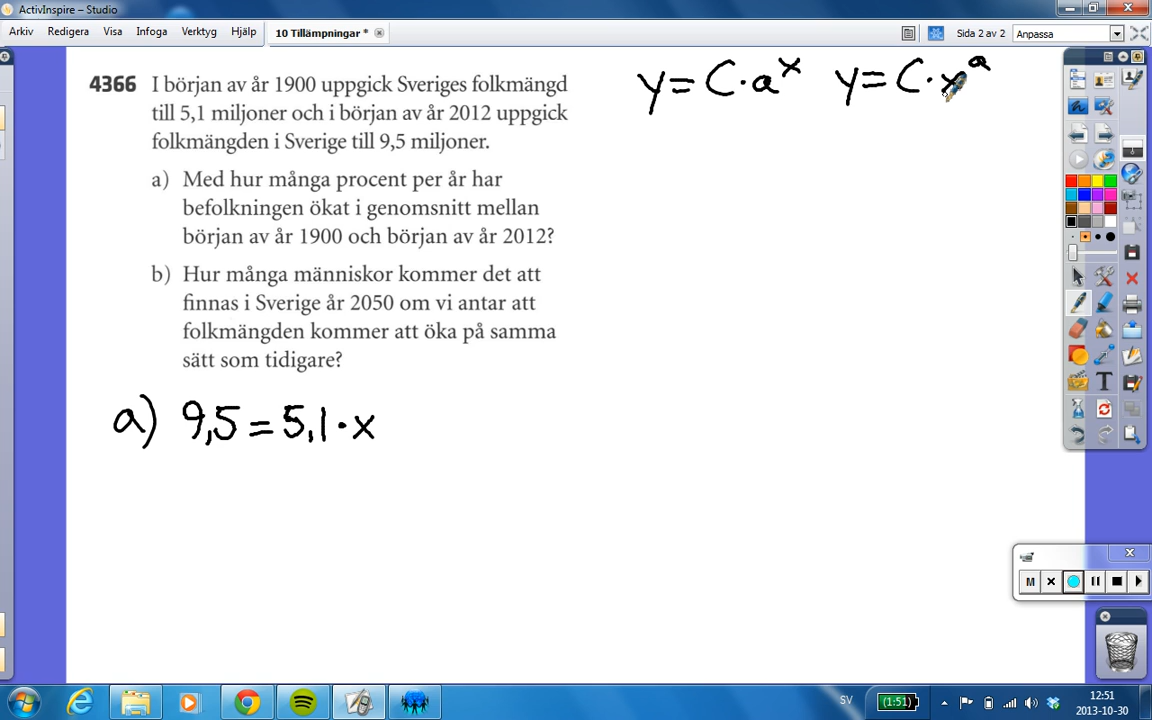 ActivInspire – Studio
Arkiv Redigera Visa Infoga Verktyg Hjälp 10 Tillämpningar * Sida 2 av 2 Anpassa
y = C · a^x y = C · x^a
4366 I början av år 1900 uppgick Sveriges folkmängd
till 5,1 miljoner och i början av år 2012 uppgick
folkmängden i Sverige till 9,5 miljoner.
a) Med hur många procent per år har
befolkningen ökat i genomsnitt mellan
början av år 1900 och början av år 2012?
b) Hur många människor kommer det att
finnas i Sverige år 2050 om vi antar att
folkmängden kommer att öka på samma
sätt som tidigare?
a) 9,5 = 5,1 · x
M
SV (1:51) 12:51
2013-10-30